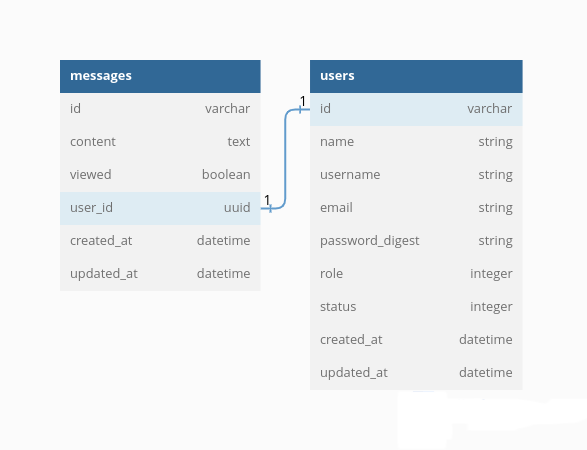 messages
id varchar
content text
viewed boolean
user_id uuid
created_at datetime
updated_at datetime
1
1
users
id varchar
name string
username string
email string
password_digest string
role integer
status integer
created_at datetime
updated_at datetime